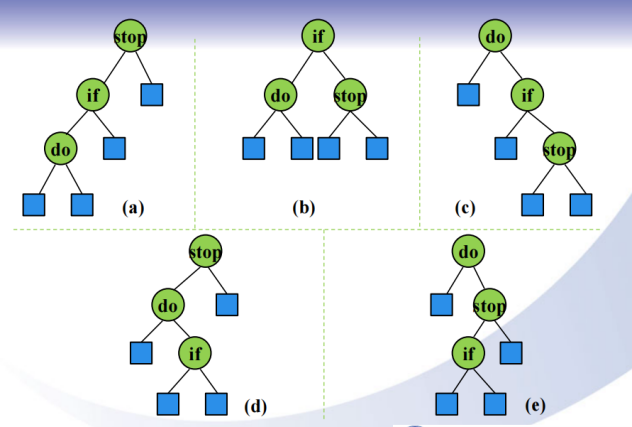 stop
if
do
(a)
if
do
stop
(b)
do
if
stop
(c)
stop
do
if
(d)
do
stop
if
(e)